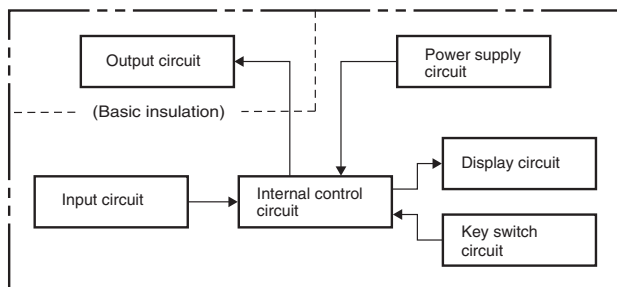 Output circuit
Power supply
circuit
(Basic insulation)
Display circuit
Input circuit
Internal control
circuit
Key switch
circuit